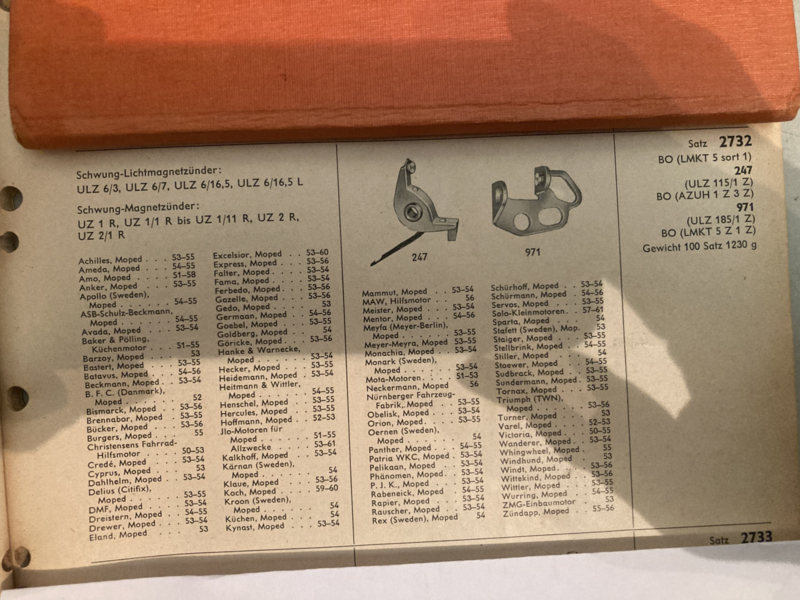 Schwung-Lichtmagnetzünder:
ULZ 6/3, ULZ 6/7, ULZ 6/16,5, ULZ 6/16,5 L
Schwung-Magnetzünder:
UZ 1 R, UZ 1/1 R bis UZ 1/11 R, UZ 2 R,
UZ 2/1 R
Achilles, Moped . . . 53–55
Ameda, Moped . . . . 54–55
Amo, Moped . . . . . 51–58
Anker, Moped . . . . 53–55
Apollo (Sweden),
Moped . . . . . . 54–55
ASB-Schulz-Beckmann,
Moped . . . . . . 54–55
Avada, Moped . . . . 53–54
Baker & Pölling,
Küchenmotor . . . . 51–55
Barzoy, Moped . . . 53
Bastert, Moped . . . 53–55
Batavus, Moped . . . 54–56
Beckmann, Moped . . 53–54
B. F. C. (Danmark),
Moped . . . . . . 52
Bismarck, Moped . . . 53–56
Brennabor, Moped . . 53–55
Bücker, Moped . . . . 53–56
Burgers, Moped . . . 55
Christensens Fahrrad-
Hilfsmotor . . . . 50–53
Credé, Moped . . . . 53–54
Cyprus, Moped . . . 53
Dahlhelm, Moped . . . 53–54
Delius (Citifix),
Moped . . . . . . 53–55
DMF, Moped . . . . . 53–54
Dreistern, Moped . . 54–55
Drewer, Moped . . . 53–54
Eland, Moped . . . . 53
Excelsior, Moped . . 53–60
Express, Moped . . . 53–56
Falter, Moped . . . . 53–54
Fama, Moped . . . . 53–54
Ferbedo, Moped . . . 53–56
Gazelle, Moped . . . 53–56
Gedo, Moped . . . . 53
Germaan, Moped . . . 54–56
Goebel, Moped . . . 53–55
Goldberg, Moped . . . 54
Göricke, Moped . . . 53–56
Hanke & Warnecke,
Moped . . . . . . 53–54
Hecker, Moped . . . 53–55
Heidemann, Moped . . 53–54
Heitmann & Wittler,
Moped . . . . . . 54–55
Henschel, Moped . . . 53–55
Hercules, Moped . . . 53–55
Hoffmann, Moped . . . 52–53
Jlo-Motoren für
Moped . . . . . . 51–55
Allzwecke . . . . 53–61
Kalkhoff, Moped . . . 53–54
Kärnan (Sweden),
Moped . . . . . . 54
Klaue, Moped . . . . 53–56
Koch, Moped . . . . 59–60
Kroon (Sweden),
Moped . . . . . . 54
Küchen, Moped . . . 54
Kynast, Moped . . . 53–54
247
971
Mammut, Moped . . . 53–54
MAW, Hilfsmotor . . . 56
Meister, Moped . . . 53–54
Mentor, Moped . . . 54–56
Meyfa (Meyer-Berlin),
Moped . . . . . . 53–55
Meyer-Meyra, Moped . 53–55
Monachia, Moped . . . 53–54
Monark (Sweden),
Moped . . . . . . 53–54
Mota-Motoren . . . . 51–53
Neckermann, Moped . . 56
Nürnberger Fahrzeug-
Fabrik, Moped . . . 53–55
Obelisk, Moped . . . 53–54
Orion, Moped . . . . 53–55
Oernen (Sweden),
Moped . . . . . . 54
Panther, Moped . . . 54–55
Patria WKC, Moped . . 53–54
Pelikaan, Moped . . . 53–54
Phänomen, Moped . . 53–54
P. J. K., Moped . . . 53–54
Rabeneick, Moped . . 54–55
Rapier, Moped . . . . 53–54
Rauscher, Moped . . . 53–54
Rex (Sweden), Moped 54
Schürhoff, Moped . . 53–54
Schürmann, Moped . . 54–56
Servos, Moped . . . 53–55
Solo-Kleinmotoren . . 57–61
Sparta, Moped . . . 54
Stafett (Sweden), Mop. 53
Staiger, Moped . . . 53–55
Stellbrink, Moped . . 54–55
Stiller, Moped . . . . 54
Stoewer, Moped . . . 54–55
Sudbrack, Moped . . . 53–55
Sundermann, Moped . . 53–55
Tornax, Moped . . . . 53–55
Triumph (TWN),
Moped . . . . . . 53–56
Turner, Moped . . . . 53
Varel, Moped . . . . 52–53
Victoria, Moped . . . 50–55
Wanderer, Moped . . . 53–54
Whingwheel, Moped . . 55
Windhund, Moped . . . 53
Windt, Moped . . . . 53–56
Wittekind, Moped . . 53–56
Wittler, Moped . . . 53–55
Wurring, Moped . . . 54–55
ZMG-Einbaumotor . . . 53
Zündapp, Moped . . . 55–56
Satz 2732
BO (LMKT 5 sort 1)
247
(ULZ 115/1 Z)
BO (AZUH 1 Z 3 Z)
971
(ULZ 185/1 Z)
BO (LMKT 5 Z 1 Z)
Gewicht 100 Satz 1230 g
Satz 2733